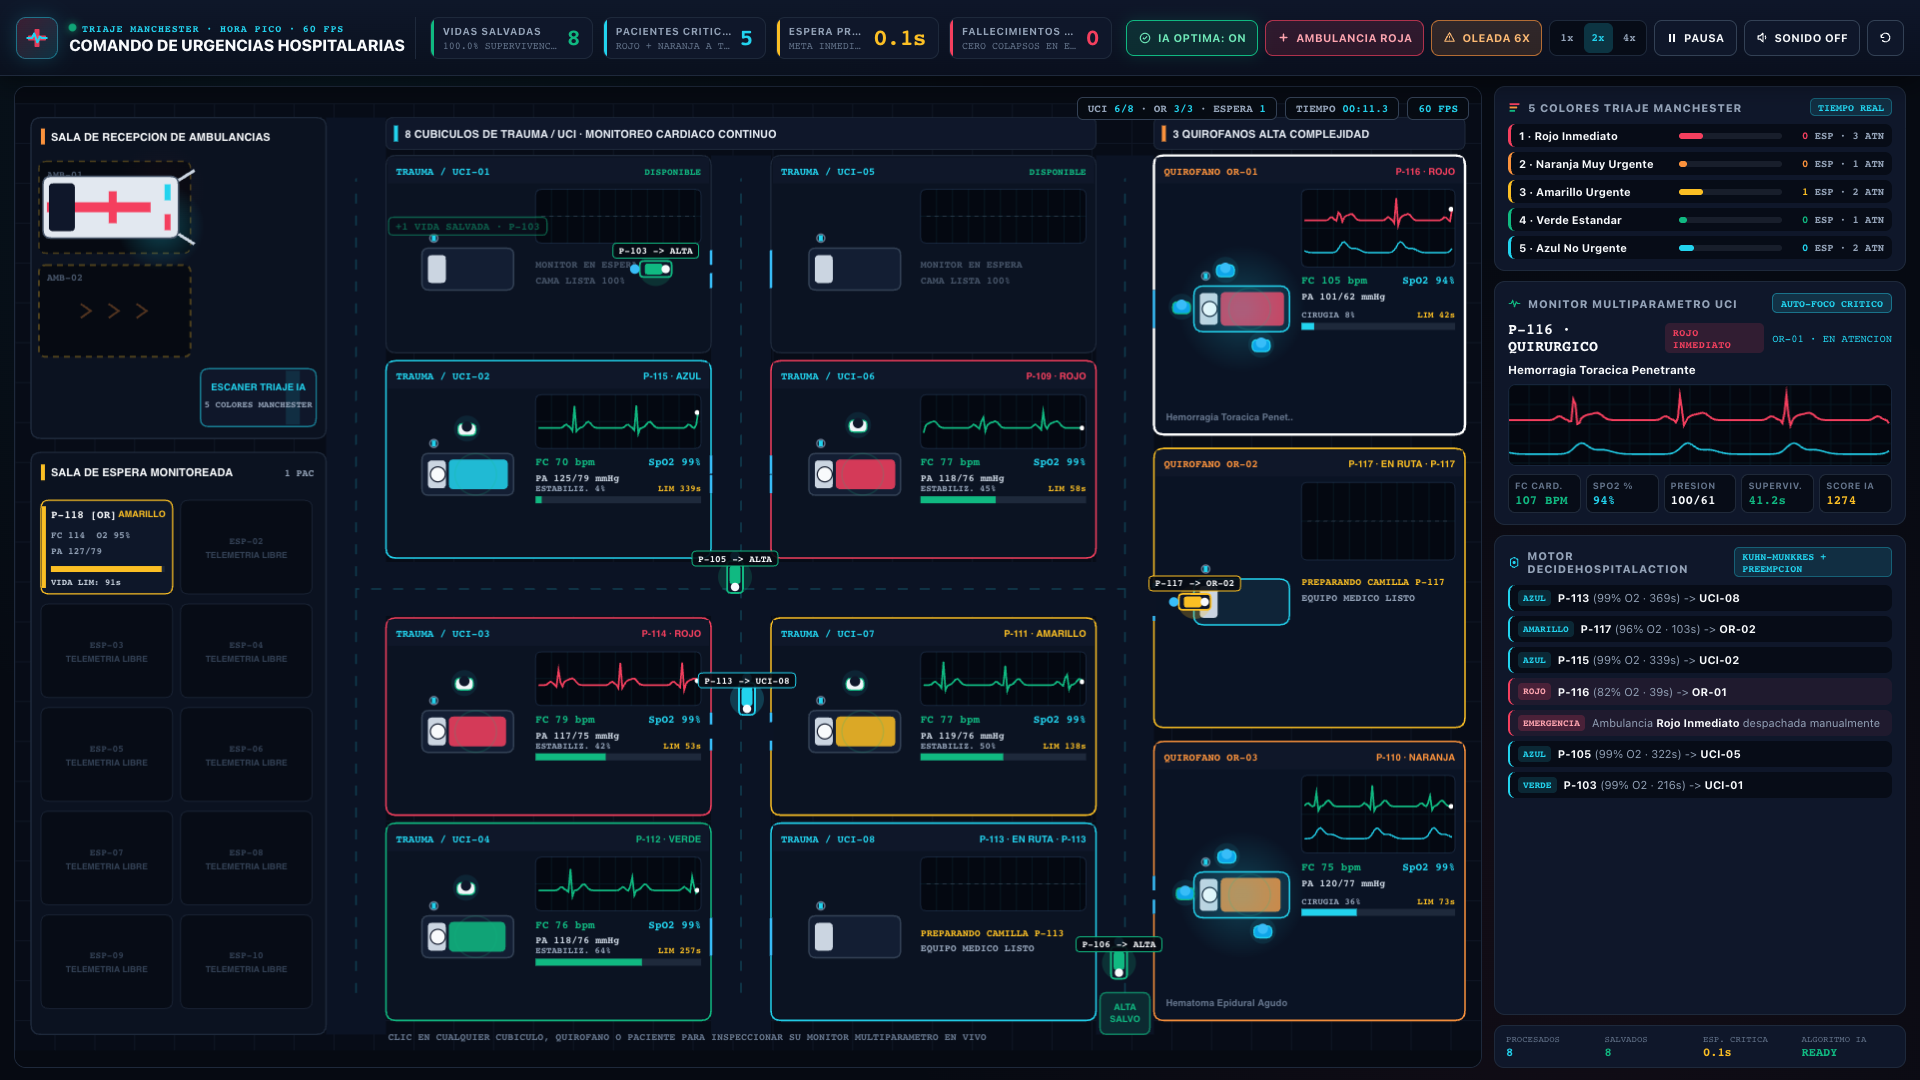 TRIAJE MANCHESTER · HORA PICO · 60 FPS
COMANDO DE URGENCIAS HOSPITALARIAS
VIDAS SALVADAS
100.0% SUPERVIVENC…
8
PACIENTES CRITIC…
ROJO + NARANJA A T…
5
ESPERA PR…
META INMEDI…
0.1s
FALLECIMIENTOS …
CERO COLAPSOS EN E…
0
IA OPTIMA: ON
AMBULANCIA ROJA
OLEADA 6X
1x
2x
4x
PAUSA
SONIDO OFF
UCI 6/8 · OR 3/3 · ESPERA 1
TIEMPO 00:11.3
60 FPS
SALA DE RECEPCION DE AMBULANCIAS
AMB-01
AMB-02
ESCANER TRIAJE IA
5 COLORES MANCHESTER
SALA DE ESPERA MONITOREADA
1 PAC
P-118 [OR]
AMARILLO
FC 114 O2 95%
PA 127/79
VIDA LIM: 91s
ESP-02
TELEMETRIA LIBRE
ESP-03
TELEMETRIA LIBRE
ESP-04
TELEMETRIA LIBRE
ESP-05
TELEMETRIA LIBRE
ESP-06
TELEMETRIA LIBRE
ESP-07
TELEMETRIA LIBRE
ESP-08
TELEMETRIA LIBRE
ESP-09
TELEMETRIA LIBRE
ESP-10
TELEMETRIA LIBRE
8 CUBICULOS DE TRAUMA / UCI · MONITOREO CARDIACO CONTINUO
TRAUMA / UCI-01
DISPONIBLE
+1 VIDA SALVADA · P-103
P-103 -> ALTA
MONITOR EN ESPERA
CAMA LISTA 100%
TRAUMA / UCI-05
DISPONIBLE
MONITOR EN ESPERA
CAMA LISTA 100%
TRAUMA / UCI-02
P-115 · AZUL
FC 70 bpm
SpO2 99%
PA 125/79 mmHg
ESTABILIZ. 4%
LIM 339s
TRAUMA / UCI-06
P-109 · ROJO
FC 77 bpm
SpO2 99%
PA 118/76 mmHg
ESTABILIZ. 45%
LIM 58s
P-105 -> ALTA
TRAUMA / UCI-03
P-114 · ROJO
FC 79 bpm
SpO2 99%
PA 117/75 mmHg
ESTABILIZ. 42%
LIM 53s
P-113 -> UCI-08
TRAUMA / UCI-07
P-111 · AMARILLO
FC 77 bpm
SpO2 99%
PA 119/76 mmHg
ESTABILIZ. 50%
LIM 138s
TRAUMA / UCI-04
P-112 · VERDE
FC 76 bpm
SpO2 99%
PA 118/76 mmHg
ESTABILIZ. 64%
LIM 257s
TRAUMA / UCI-08
P-113 · EN RUTA · P-113
PREPARANDO CAMILLA P-113
EQUIPO MEDICO LISTO
P-106 -> ALTA
ALTA
SALVO
CLIC EN CUALQUIER CUBICULO, QUIROFANO O PACIENTE PARA INSPECCIONAR SU MONITOR MULTIPARAMETRO EN VIVO
3 QUIROFANOS ALTA COMPLEJIDAD
QUIROFANO OR-01
P-116 · ROJO
FC 105 bpm
SpO2 94%
PA 101/62 mmHg
CIRUGIA 8%
LIM 42s
Hemorragia Toracica Penet..
QUIROFANO OR-02
P-117 · EN RUTA · P-117
P-117 -> OR-02
PREPARANDO CAMILLA P-117
EQUIPO MEDICO LISTO
QUIROFANO OR-03
P-110 · NARANJA
FC 75 bpm
SpO2 99%
PA 120/77 mmHg
CIRUGIA 36%
LIM 73s
Hematoma Epidural Agudo
5 COLORES TRIAJE MANCHESTER
TIEMPO REAL
1 · Rojo Inmediato
0 ESP · 3 ATN
2 · Naranja Muy Urgente
0 ESP · 1 ATN
3 · Amarillo Urgente
1 ESP · 2 ATN
4 · Verde Estandar
0 ESP · 1 ATN
5 · Azul No Urgente
0 ESP · 2 ATN
MONITOR MULTIPARAMETRO UCI
AUTO-FOCO CRITICO
P-116 ·
QUIRURGICO
ROJO
INMEDIATO
OR-01 · EN ATENCION
Hemorragia Toracica Penetrante
FC CARD.
107 BPM
SPO2 %
94%
PRESION
100/61
SUPERVIV.
41.2s
SCORE IA
1274
MOTOR
DECIDEHOSPITALACTION
KUHN-MUNKRES +
PREEMPCION
AZUL P-113 (99% O2 · 369s) -> UCI-08
AMARILLO P-117 (96% O2 · 103s) -> OR-02
AZUL P-115 (99% O2 · 339s) -> UCI-02
ROJO P-116 (82% O2 · 39s) -> OR-01
EMERGENCIA Ambulancia Rojo Inmediato despachada manualmente
AZUL P-105 (99% O2 · 322s) -> UCI-05
VERDE P-103 (99% O2 · 216s) -> UCI-01
PROCESADOS
8
SALVADOS
8
ESP. CRITICA
0.1s
ALGORITMO IA
READY